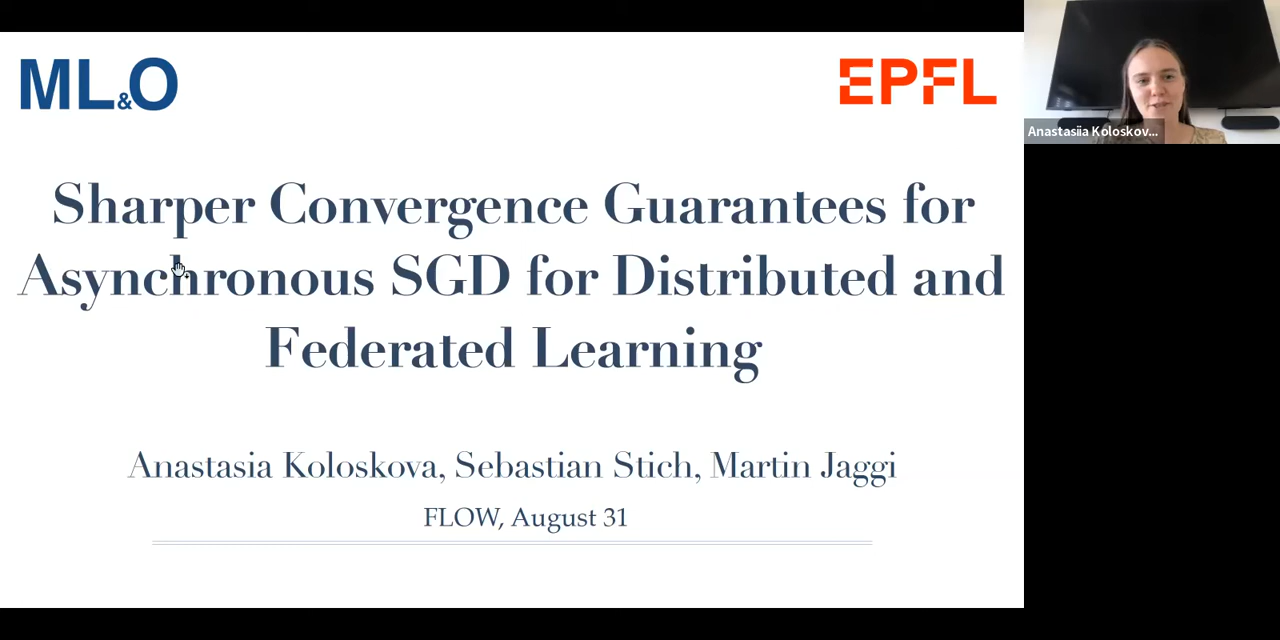 ML&O
EPFL
Anastasiia Koloskov...
Sharper Convergence Guarantees for
Asynchronous SGD for Distributed and
Federated Learning
Anastasia Koloskova, Sebastian Stich, Martin Jaggi
FLOW, August 31